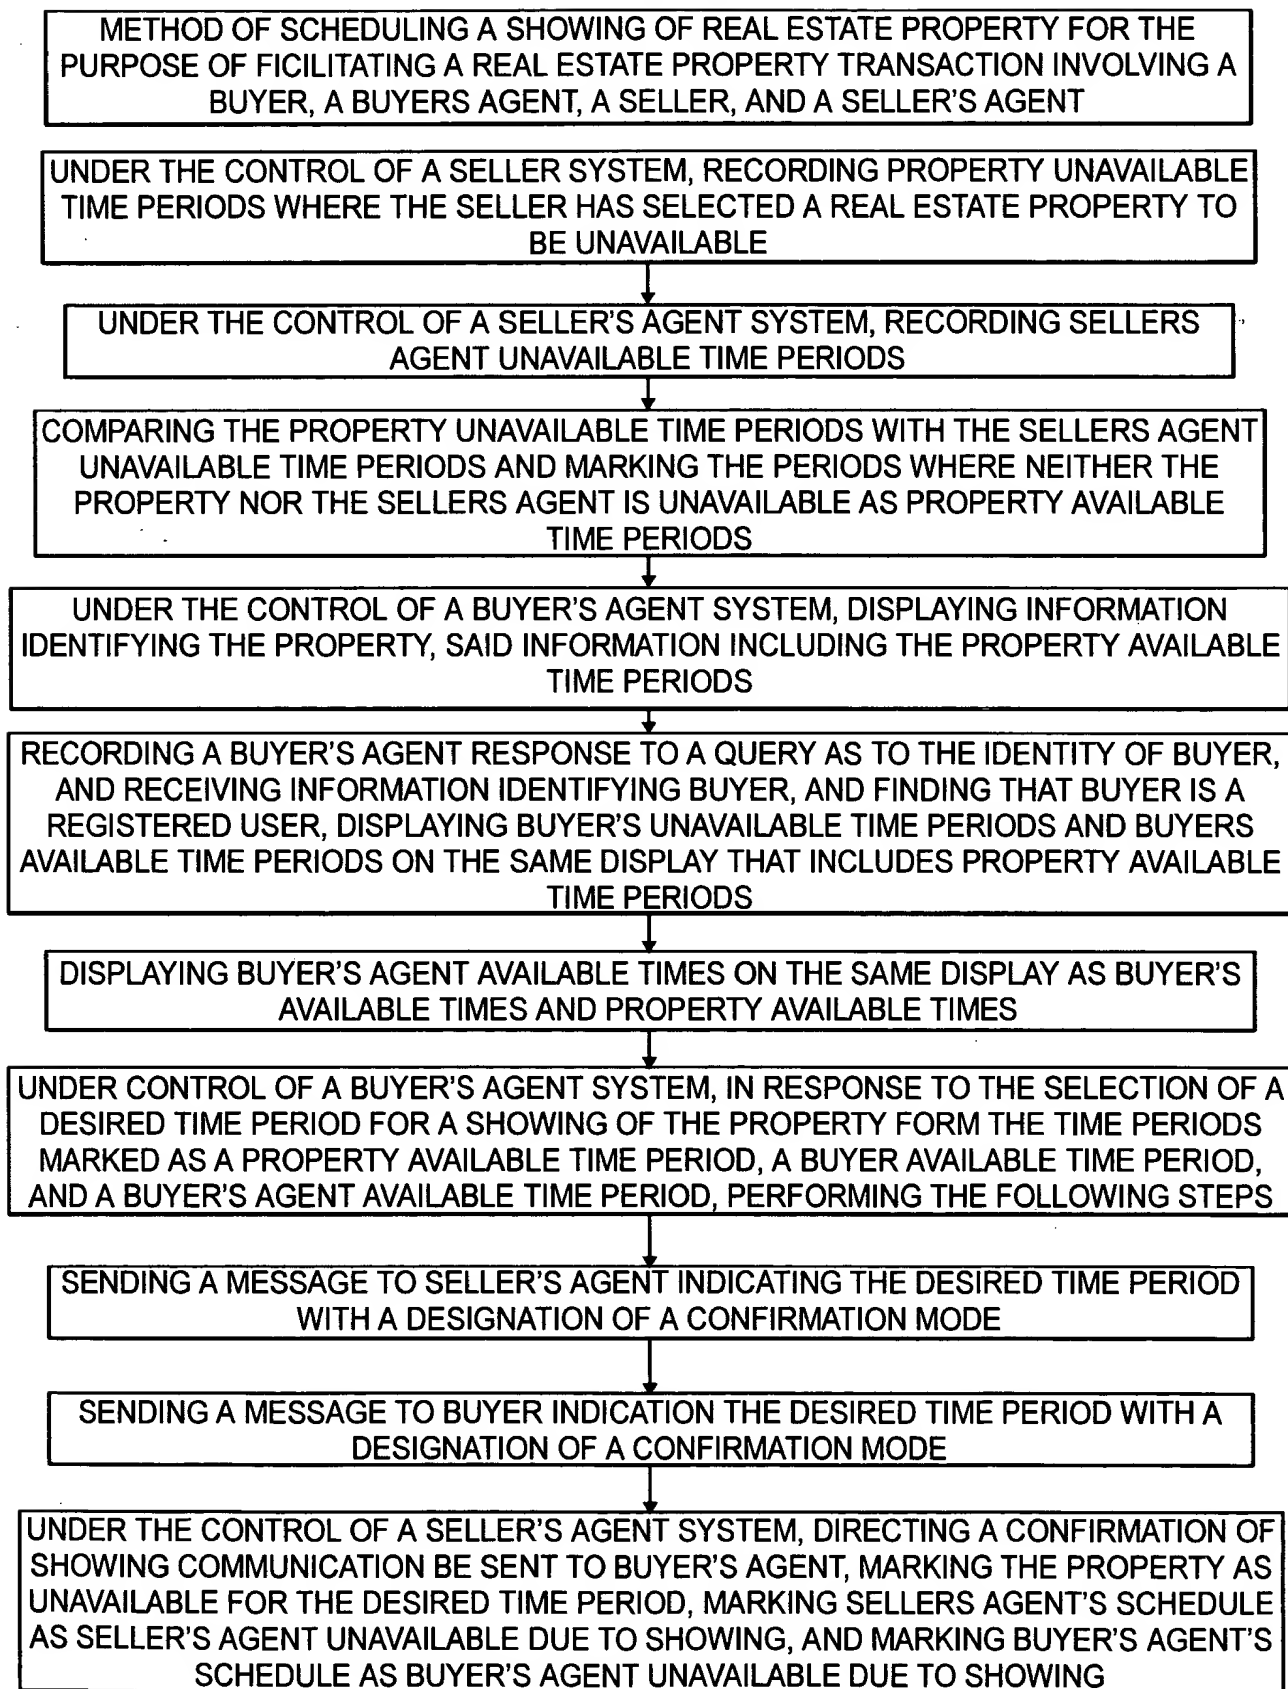 METHOD OF SCHEDULING A SHOWING OF REAL ESTATE PROPERTY FOR THE
PURPOSE OF FICILITATING A REAL ESTATE PROPERTY TRANSACTION INVOLVING A
BUYER, A BUYERS AGENT, A SELLER, AND A SELLER'S AGENT
UNDER THE CONTROL OF A SELLER SYSTEM, RECORDING PROPERTY UNAVAILABLE
TIME PERIODS WHERE THE SELLER HAS SELECTED A REAL ESTATE PROPERTY TO
BE UNAVAILABLE
UNDER THE CONTROL OF A SELLER'S AGENT SYSTEM, RECORDING SELLERS
AGENT UNAVAILABLE TIME PERIODS
COMPARING THE PROPERTY UNAVAILABLE TIME PERIODS WITH THE SELLERS AGENT
UNAVAILABLE TIME PERIODS AND MARKING THE PERIODS WHERE NEITHER THE
PROPERTY NOR THE SELLERS AGENT IS UNAVAILABLE AS PROPERTY AVAILABLE
TIME PERIODS
UNDER THE CONTROL OF A BUYER'S AGENT SYSTEM, DISPLAYING INFORMATION
IDENTIFYING THE PROPERTY, SAID INFORMATION INCLUDING THE PROPERTY AVAILABLE
TIME PERIODS
RECORDING A BUYER'S AGENT RESPONSE TO A QUERY AS TO THE IDENTITY OF BUYER,
AND RECEIVING INFORMATION IDENTIFYING BUYER, AND FINDING THAT BUYER IS A
REGISTERED USER, DISPLAYING BUYER'S UNAVAILABLE TIME PERIODS AND BUYERS
AVAILABLE TIME PERIODS ON THE SAME DISPLAY THAT INCLUDES PROPERTY AVAILABLE
TIME PERIODS
DISPLAYING BUYER'S AGENT AVAILABLE TIMES ON THE SAME DISPLAY AS BUYER'S
AVAILABLE TIMES AND PROPERTY AVAILABLE TIMES
UNDER CONTROL OF A BUYER'S AGENT SYSTEM, IN RESPONSE TO THE SELECTION OF A
DESIRED TIME PERIOD FOR A SHOWING OF THE PROPERTY FORM THE TIME PERIODS
MARKED AS A PROPERTY AVAILABLE TIME PERIOD, A BUYER AVAILABLE TIME PERIOD,
AND A BUYER'S AGENT AVAILABLE TIME PERIOD, PERFORMING THE FOLLOWING STEPS
SENDING A MESSAGE TO SELLER'S AGENT INDICATING THE DESIRED TIME PERIOD
WITH A DESIGNATION OF A CONFIRMATION MODE
SENDING A MESSAGE TO BUYER INDICATION THE DESIRED TIME PERIOD WITH A
DESIGNATION OF A CONFIRMATION MODE
UNDER THE CONTROL OF A SELLER'S AGENT SYSTEM, DIRECTING A CONFIRMATION OF
SHOWING COMMUNICATION BE SENT TO BUYER'S AGENT, MARKING THE PROPERTY AS
UNAVAILABLE FOR THE DESIRED TIME PERIOD, MARKING SELLERS AGENT'S SCHEDULE
AS SELLER'S AGENT UNAVAILABLE DUE TO SHOWING, AND MARKING BUYER'S AGENT'S
SCHEDULE AS BUYER'S AGENT UNAVAILABLE DUE TO SHOWING